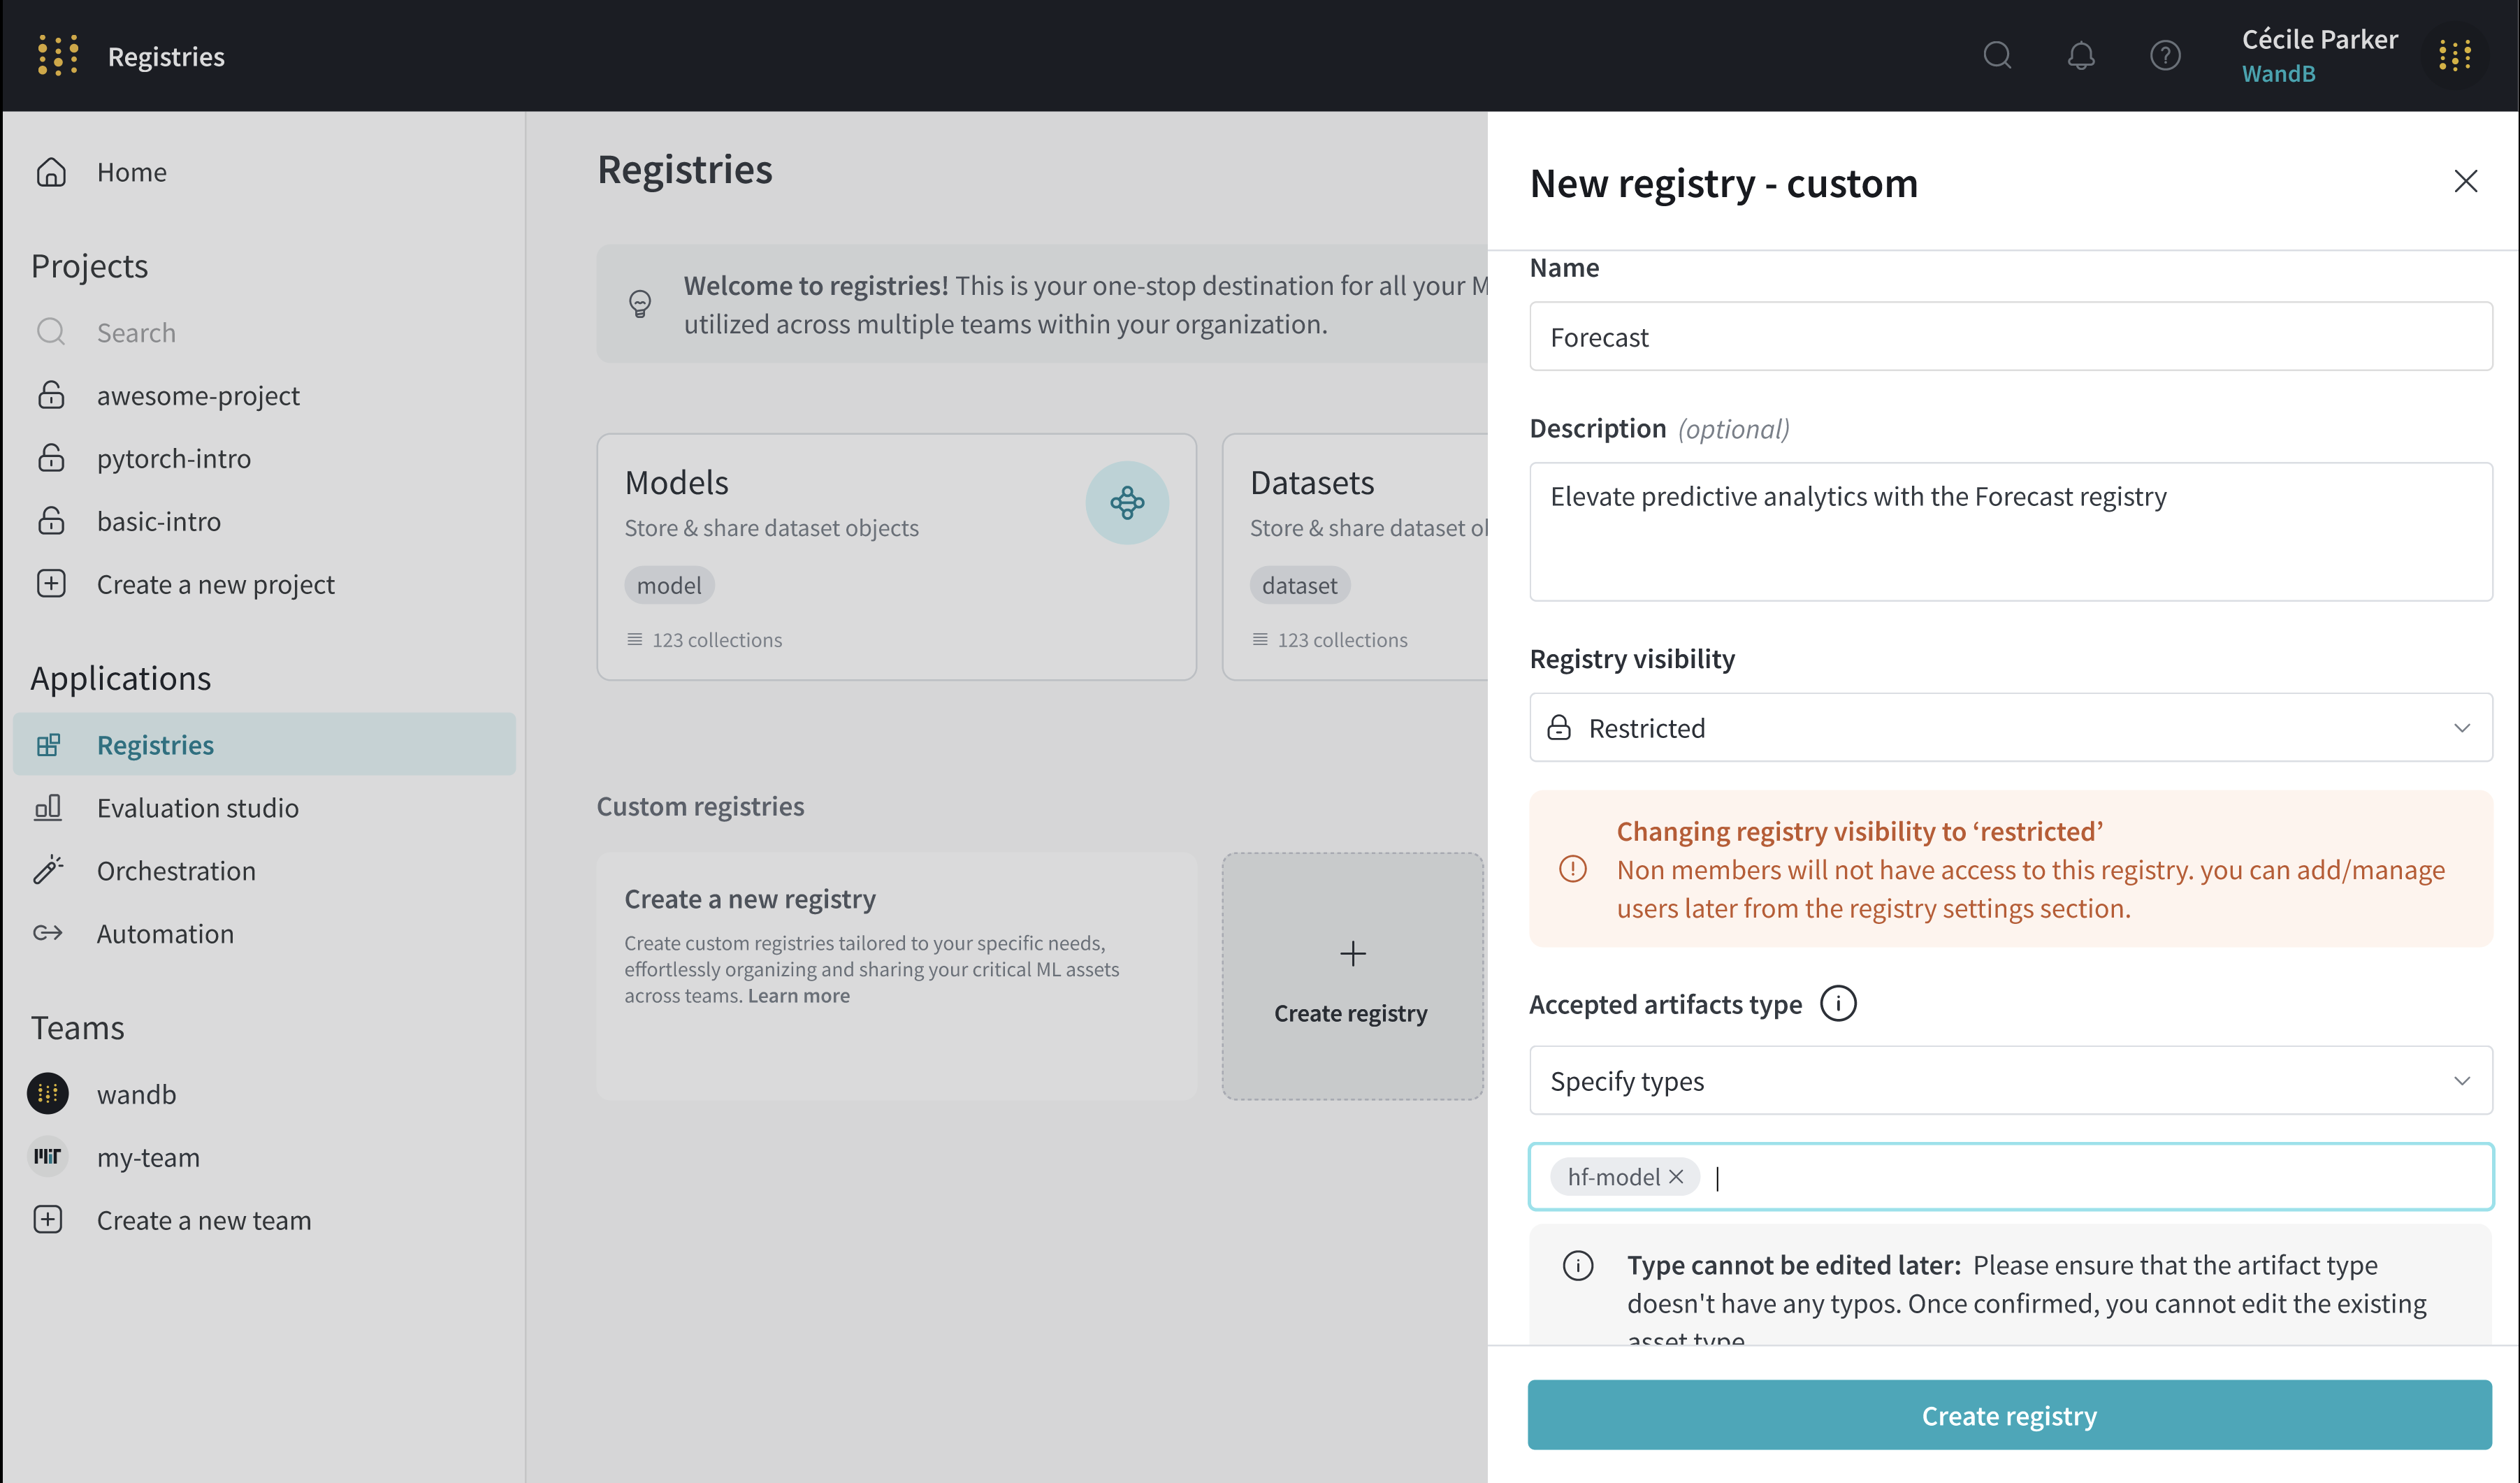 Registries
Cécile Parker
WandB
Home
Projects
Search
awesome-project
pytorch-intro
basic-intro
Create a new project
Applications
Registries
Evaluation studio
Orchestration
Automation
Teams
wandb
MIT
my-team
Create a new team
Registries
Welcome to registries! This is your one-stop destination for all your M
utilized across multiple teams within your organization.
Models
Store & share dataset objects
model
123 collections
Datasets
Store & share dataset ob
dataset
123 collections
Custom registries
Create a new registry
Create custom registries tailored to your specific needs,
effortlessly organizing and sharing your critical ML assets
across teams. Learn more
Create registry
New registry - custom
Name
Forecast
Description (optional)
Elevate predictive analytics with the Forecast registry
Registry visibility
Restricted
Changing registry visibility to ‘restricted’
Non members will not have access to this registry. you can add/manage
users later from the registry settings section.
Accepted artifacts type
Specify types
hf-model
Type cannot be edited later: Please ensure that the artifact type
doesn't have any typos. Once confirmed, you cannot edit the existing
asset type
Create registry